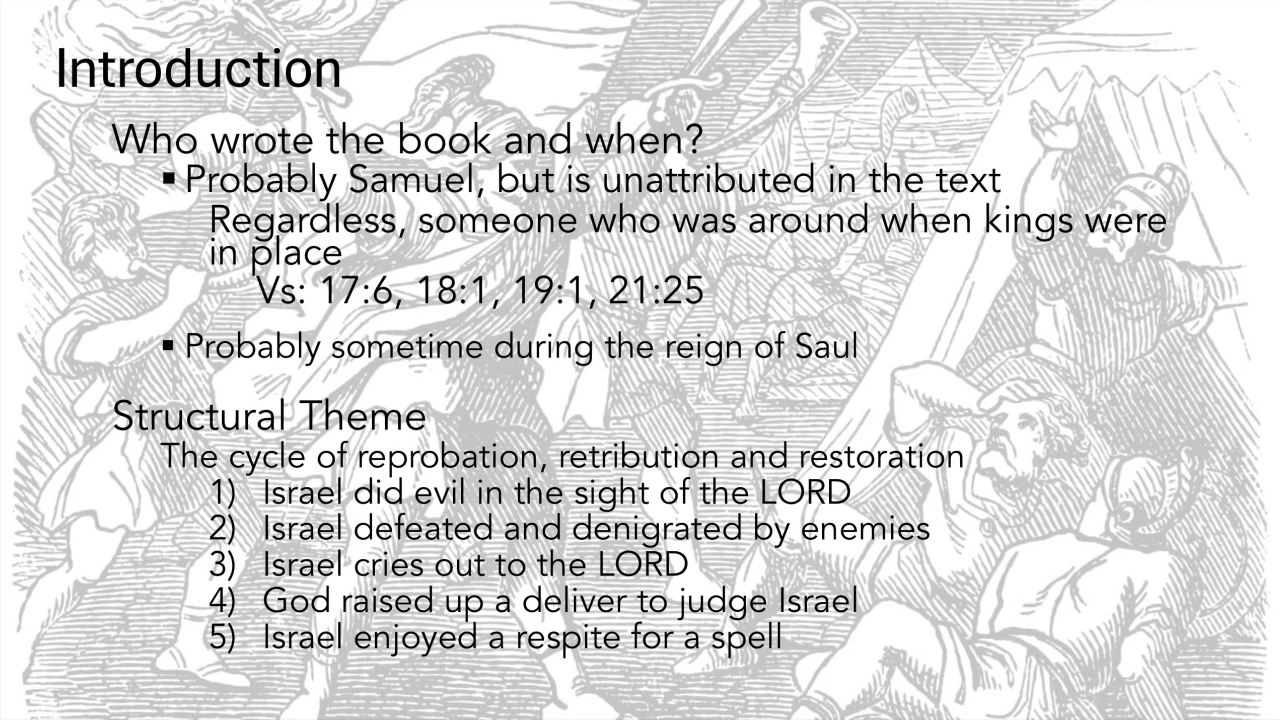 Introduction
Who wrote the book and when?
▪ Probably Samuel, but is unattributed in the text
Regardless, someone who was around when kings were
in place
Vs: 17:6, 18:1, 19:1, 21:25
▪ Probably sometime during the reign of Saul
Structural Theme
The cycle of reprobation, retribution and restoration
1) Israel did evil in the sight of the LORD
2) Israel defeated and denigrated by enemies
3) Israel cries out to the LORD
4) God raised up a deliver to judge Israel
5) Israel enjoyed a respite for a spell